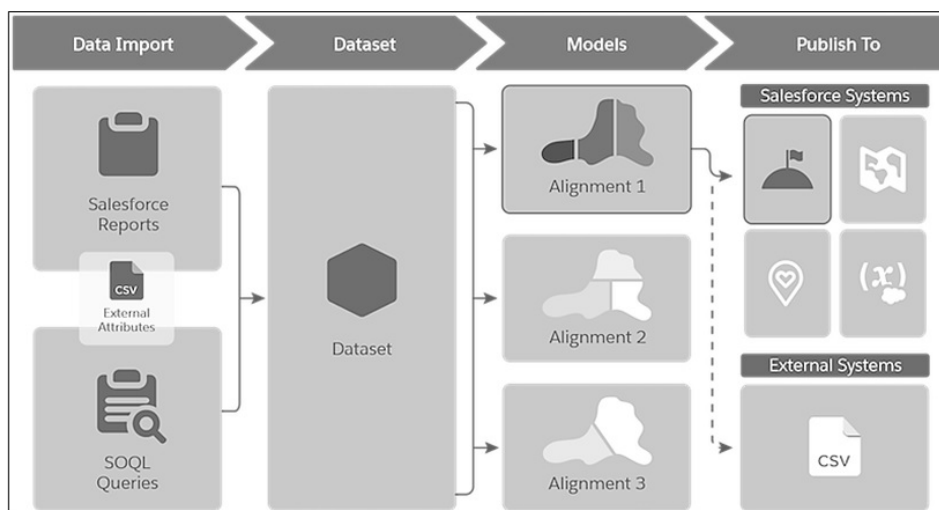 Data Import
Dataset
Models
Publish To
Salesforce
Reports
CSV
External
Attributes
SOQL
Queries
Dataset
Alignment 1
Alignment 2
Alignment 3
Salesforce Systems
(x)
External Systems
CSV